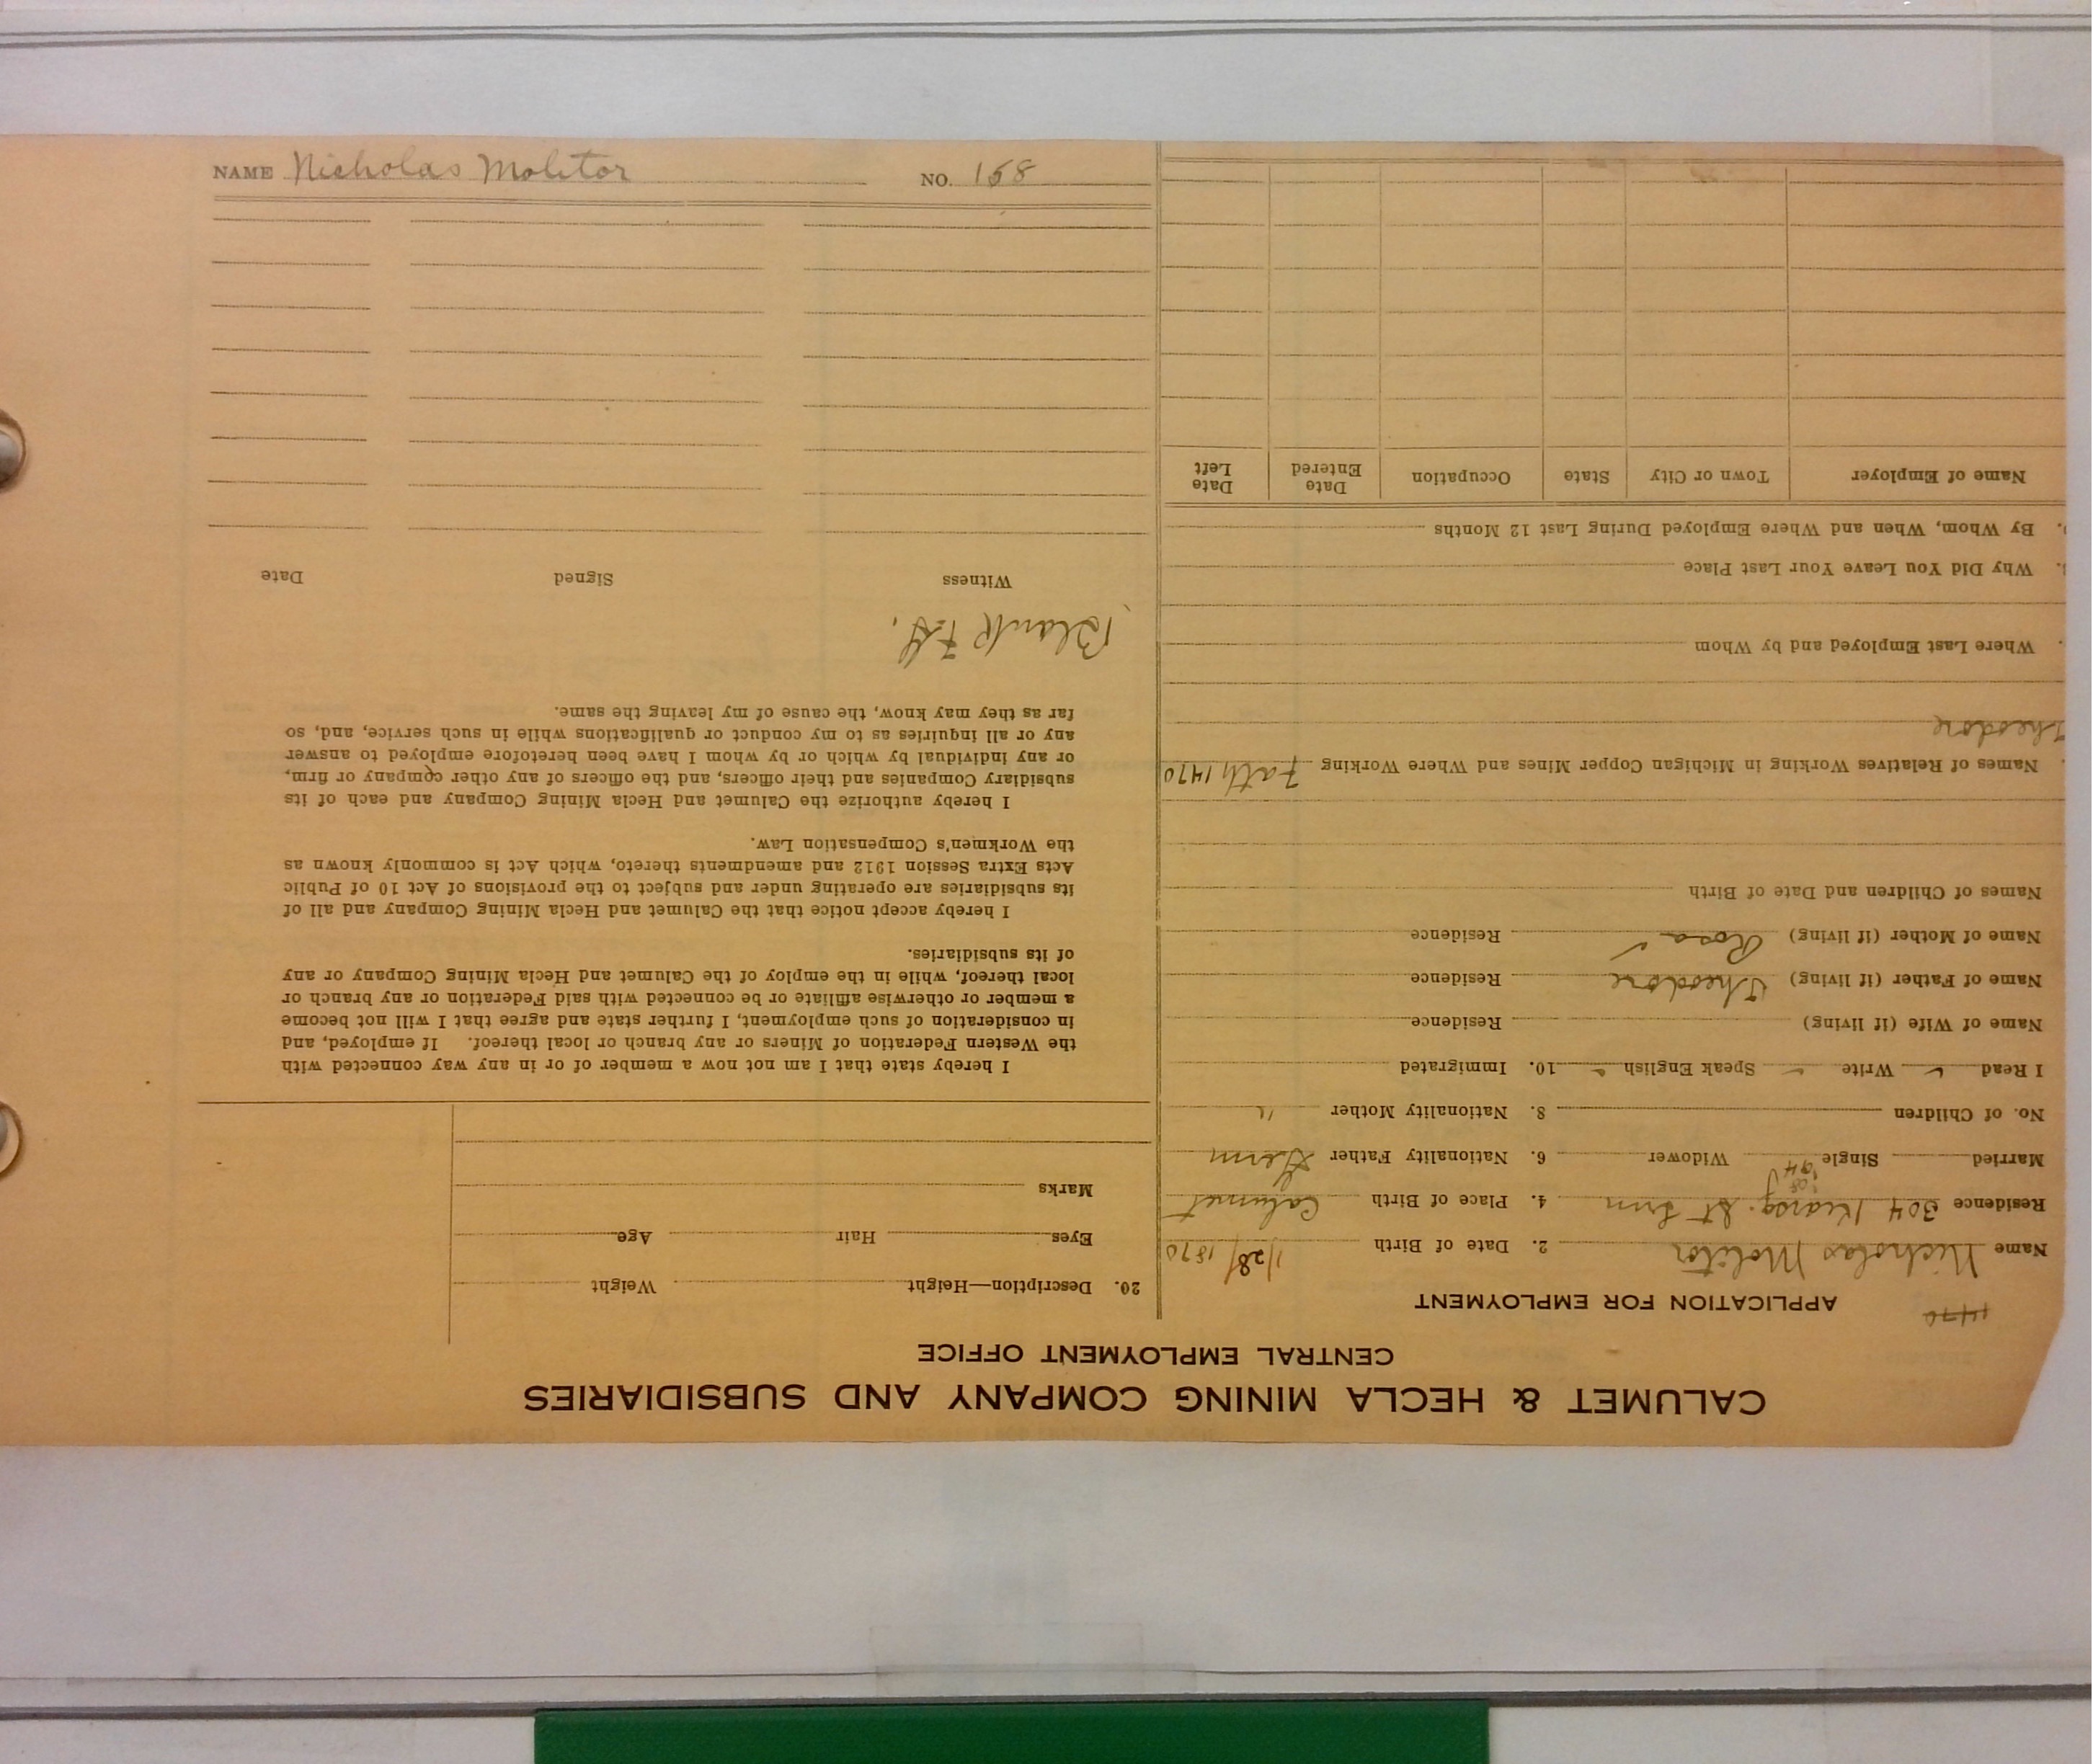 NAME Nicholas Molitor NO. 158
CALUMET & HECLA MINING COMPANY AND SUBSIDIARIES
CENTRAL EMPLOYMENT OFFICE
1470
APPLICATION FOR EMPLOYMENT
Name Nicholas Molitor 2. Date of Birth 1/28/1870
Residence 304 Kearsg. St 4. Place of Birth Calumet
Married Single Widower 6. Nationality Father Germ
No. of Children 8. Nationality Mother "
I Read ✓ Write ✓ Speak English ✓ 10. Immigrated
Name of Wife (if living) Residence
Name of Father (if living) Theodore Residence
Name of Mother (if living) Rosa ✓ Residence
Names of Children and Date of Birth
Names of Relatives Working in Michigan Copper Mines and Where Working Fath 1470
Theodore
Where Last Employed and by Whom
Why Did You Leave Your Last Place
By Whom, When and Where Employed During Last 12 Months
Name of Employer Town or City State Occupation Date Entered Date Left
20. Description—Height Weight
Eyes Hair Age
Marks
I hereby state that I am not now a member of or in any way connected with
the Western Federation of Miners or any branch or local thereof. If employed, and
in consideration of such employment, I further state and agree that I will not become
a member or otherwise affiliate or be connected with said Federation or any branch or
local thereof, while in the employ of the Calumet and Hecla Mining Company or any
of its subsidiaries.
I hereby accept notice that the Calumet and Hecla Mining Company and all of
its subsidiaries are operating under and subject to the provisions of Act 10 of Public
Acts Extra Session 1912 and amendments thereto, which Act is commonly known as
the Workmen's Compensation Law.
I hereby authorize the Calumet and Hecla Mining Company and each of its
subsidiary Companies and their officers, and the officers of any other company or firm,
or any individual by which or by whom I have been heretofore employed to answer
any or all inquiries as to my conduct or qualifications while in such service, and, so
far as they may know, the cause of my leaving the same.
Blank
Witness Signed Date